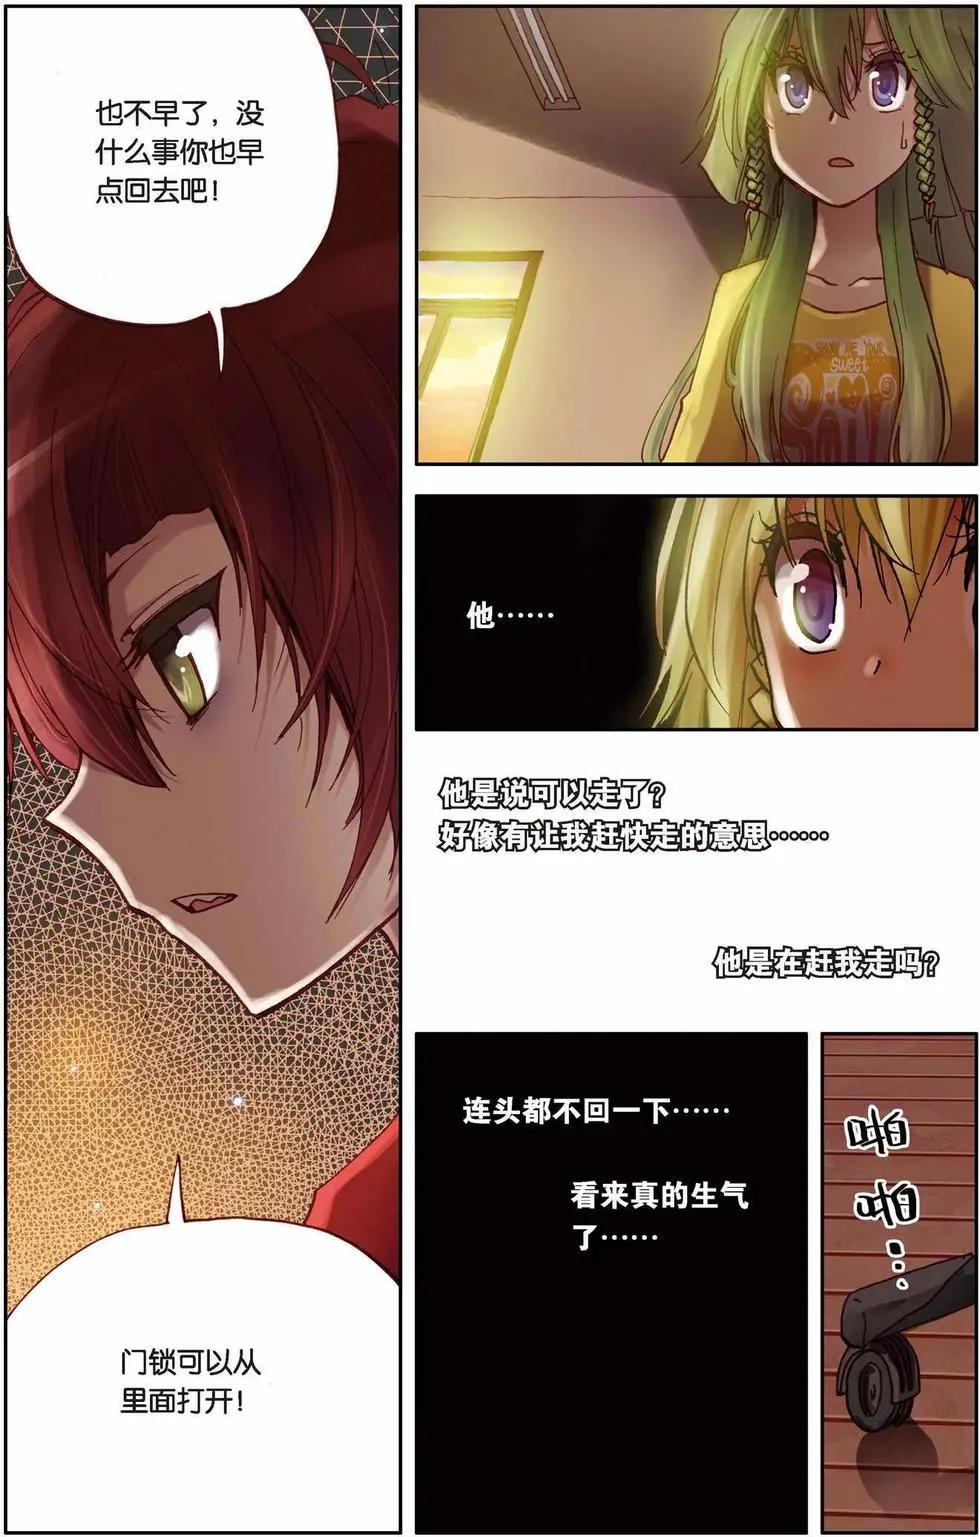 也不早了，没
什么事你也早
点回去吧！
门锁可以从
里面打开！
SHOW ME YOUR
Sweet
他……
他是说可以走了？
好像有让我赶快走的意思……
他是在赶我走吗？
连头都不回一下……
看来真的生气
了……
啪
啪…